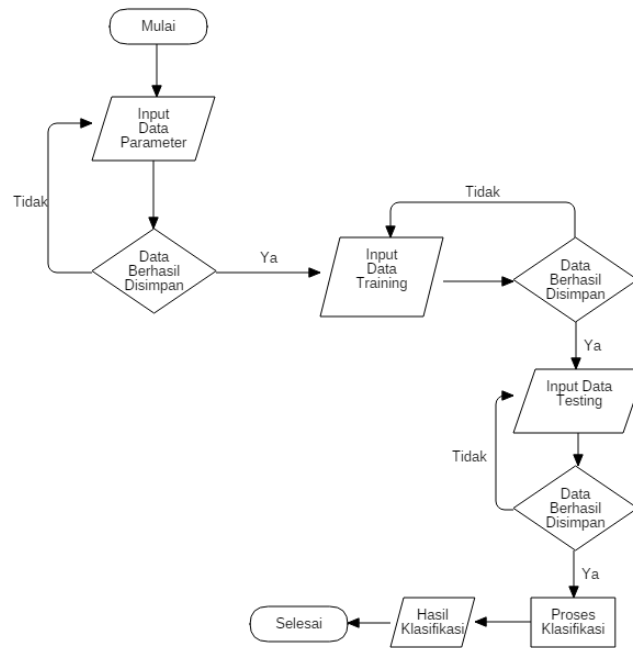 Mulai
Input
Data
Parameter
Tidak
Data
Berhasil
Disimpan
Ya
Input
Data
Training
Tidak
Data
Berhasil
Disimpan
Ya
Input Data
Testing
Tidak
Data
Berhasil
Disimpan
Ya
Proses
Klasifikasi
Hasil
Klasifikasi
Selesai